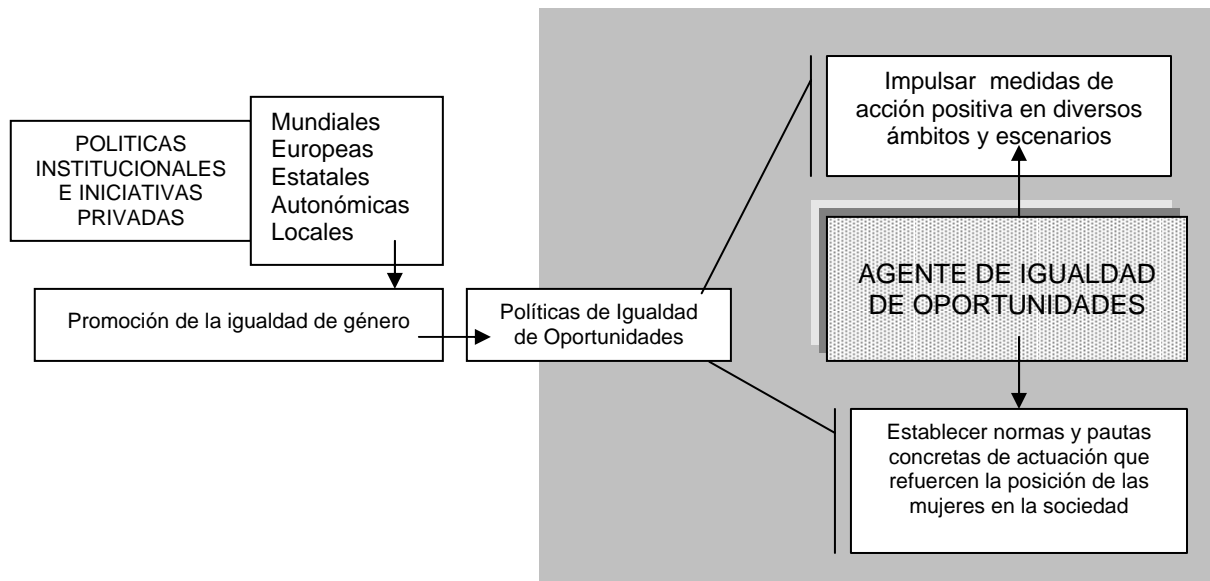 POLITICAS
INSTITUCIONALES
E INICIATIVAS
PRIVADAS
Mundiales
Europeas
Estatales
Autonómicas
Locales
Promoción de la igualdad de género
Políticas de Igualdad
de Oportunidades
Impulsar medidas de
acción positiva en diversos
ámbitos y escenarios
AGENTE DE IGUALDAD
DE OPORTUNIDADES
Establecer normas y pautas
concretas de actuación que
refuercen la posición de las
mujeres en la sociedad